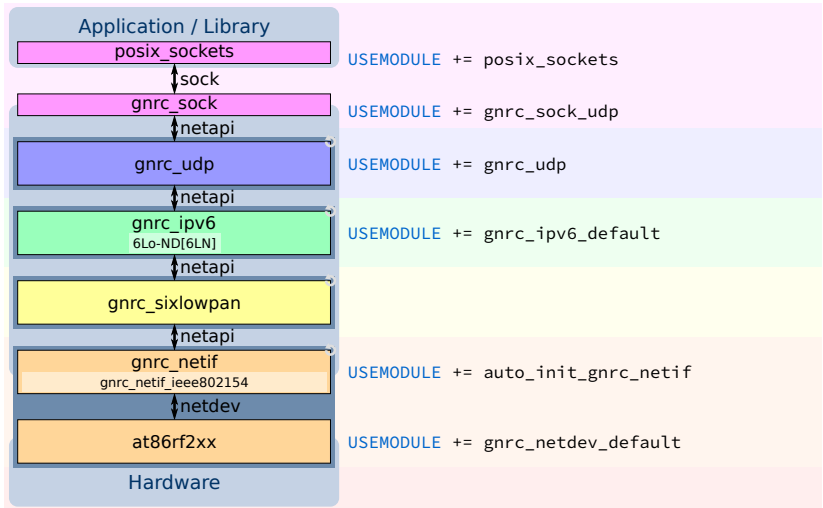 Application / Library
posix_sockets
USEMODULE += posix_sockets
sock
gnrc_sock
USEMODULE += gnrc_sock_udp
netapi
gnrc_udp
USEMODULE += gnrc_udp
netapi
gnrc_ipv6
6Lo-ND[6LN]
USEMODULE += gnrc_ipv6_default
netapi
gnrc_sixlowpan
netapi
gnrc_netif
gnrc_netif_ieee802154
USEMODULE += auto_init_gnrc_netif
netdev
at86rf2xx
USEMODULE += gnrc_netdev_default
Hardware